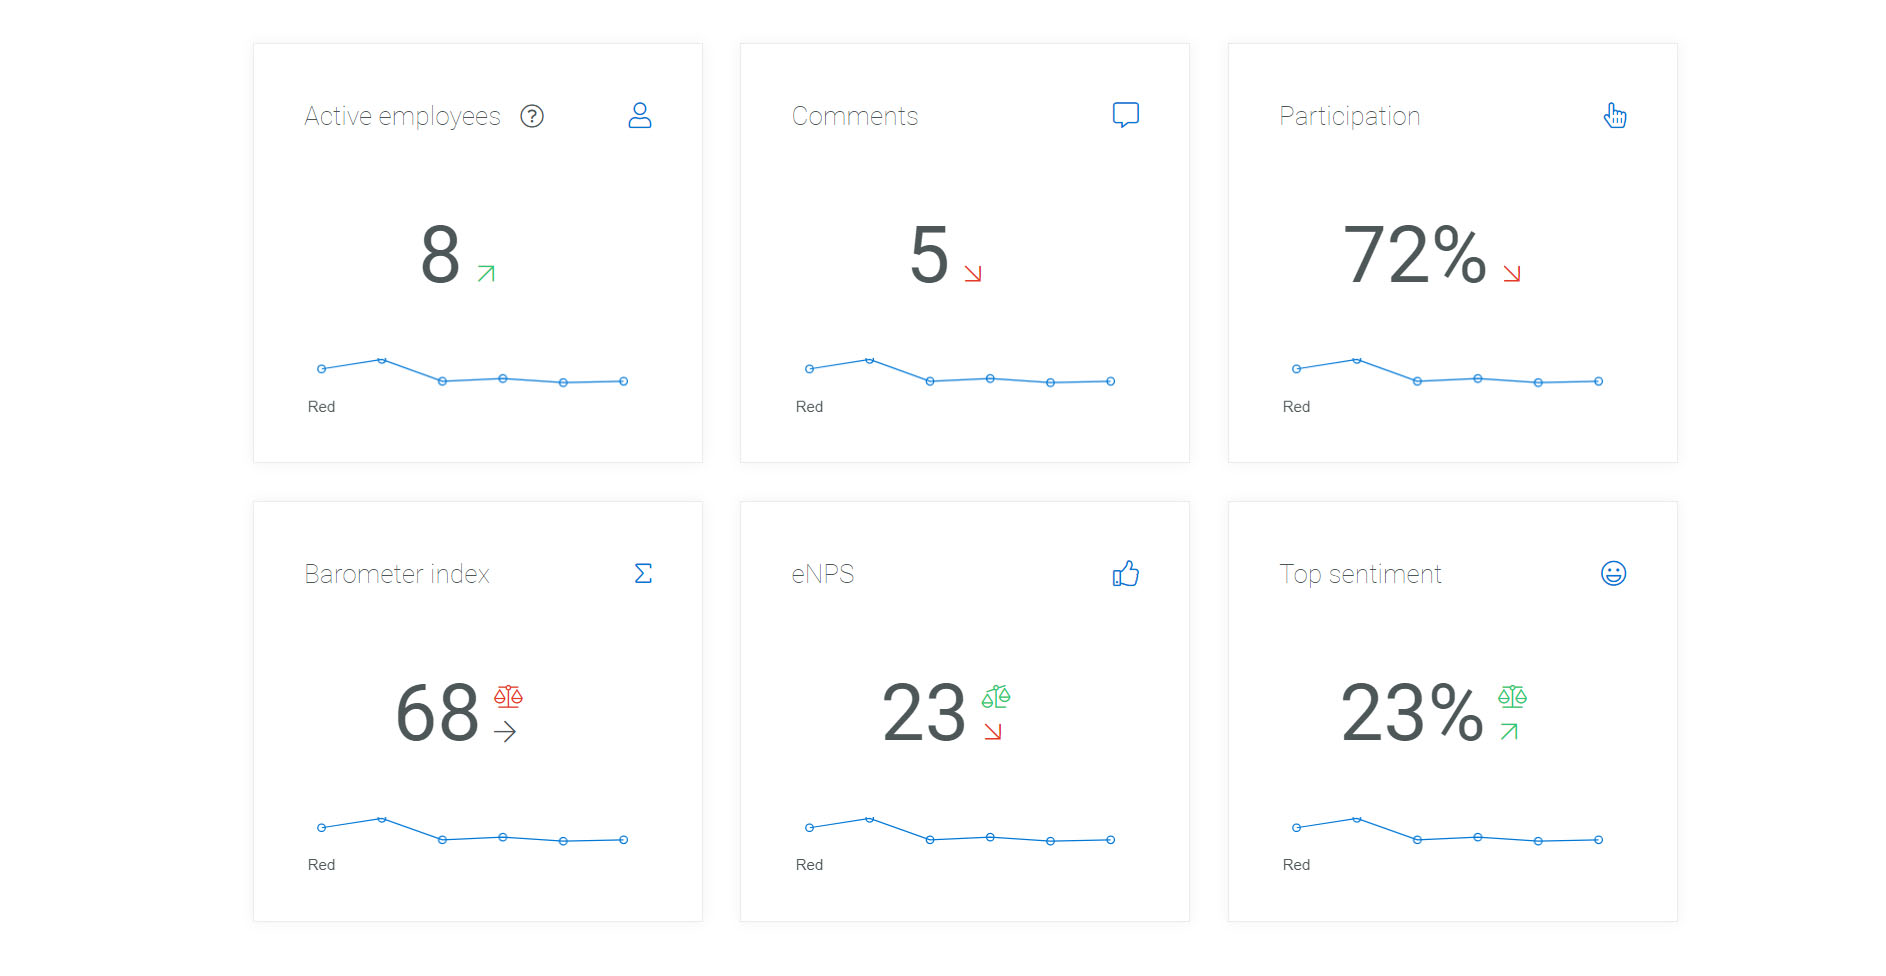 Active employees ?
Comments
Participation
8
5
72%
Red
Red
Red
Barometer index
eNPS
Top sentiment
68
23
23%
Red
Red
Red